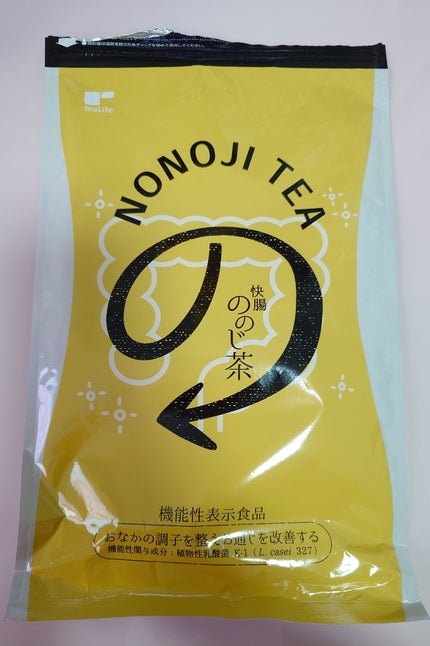 TeaLife
NONOJI TEA
の
快腸
ののじ茶
機能性表示食品
おなかの調子を整えお通じを改善する
機能性関与成分：植物性乳酸菌 K-1 (L. casei 327)